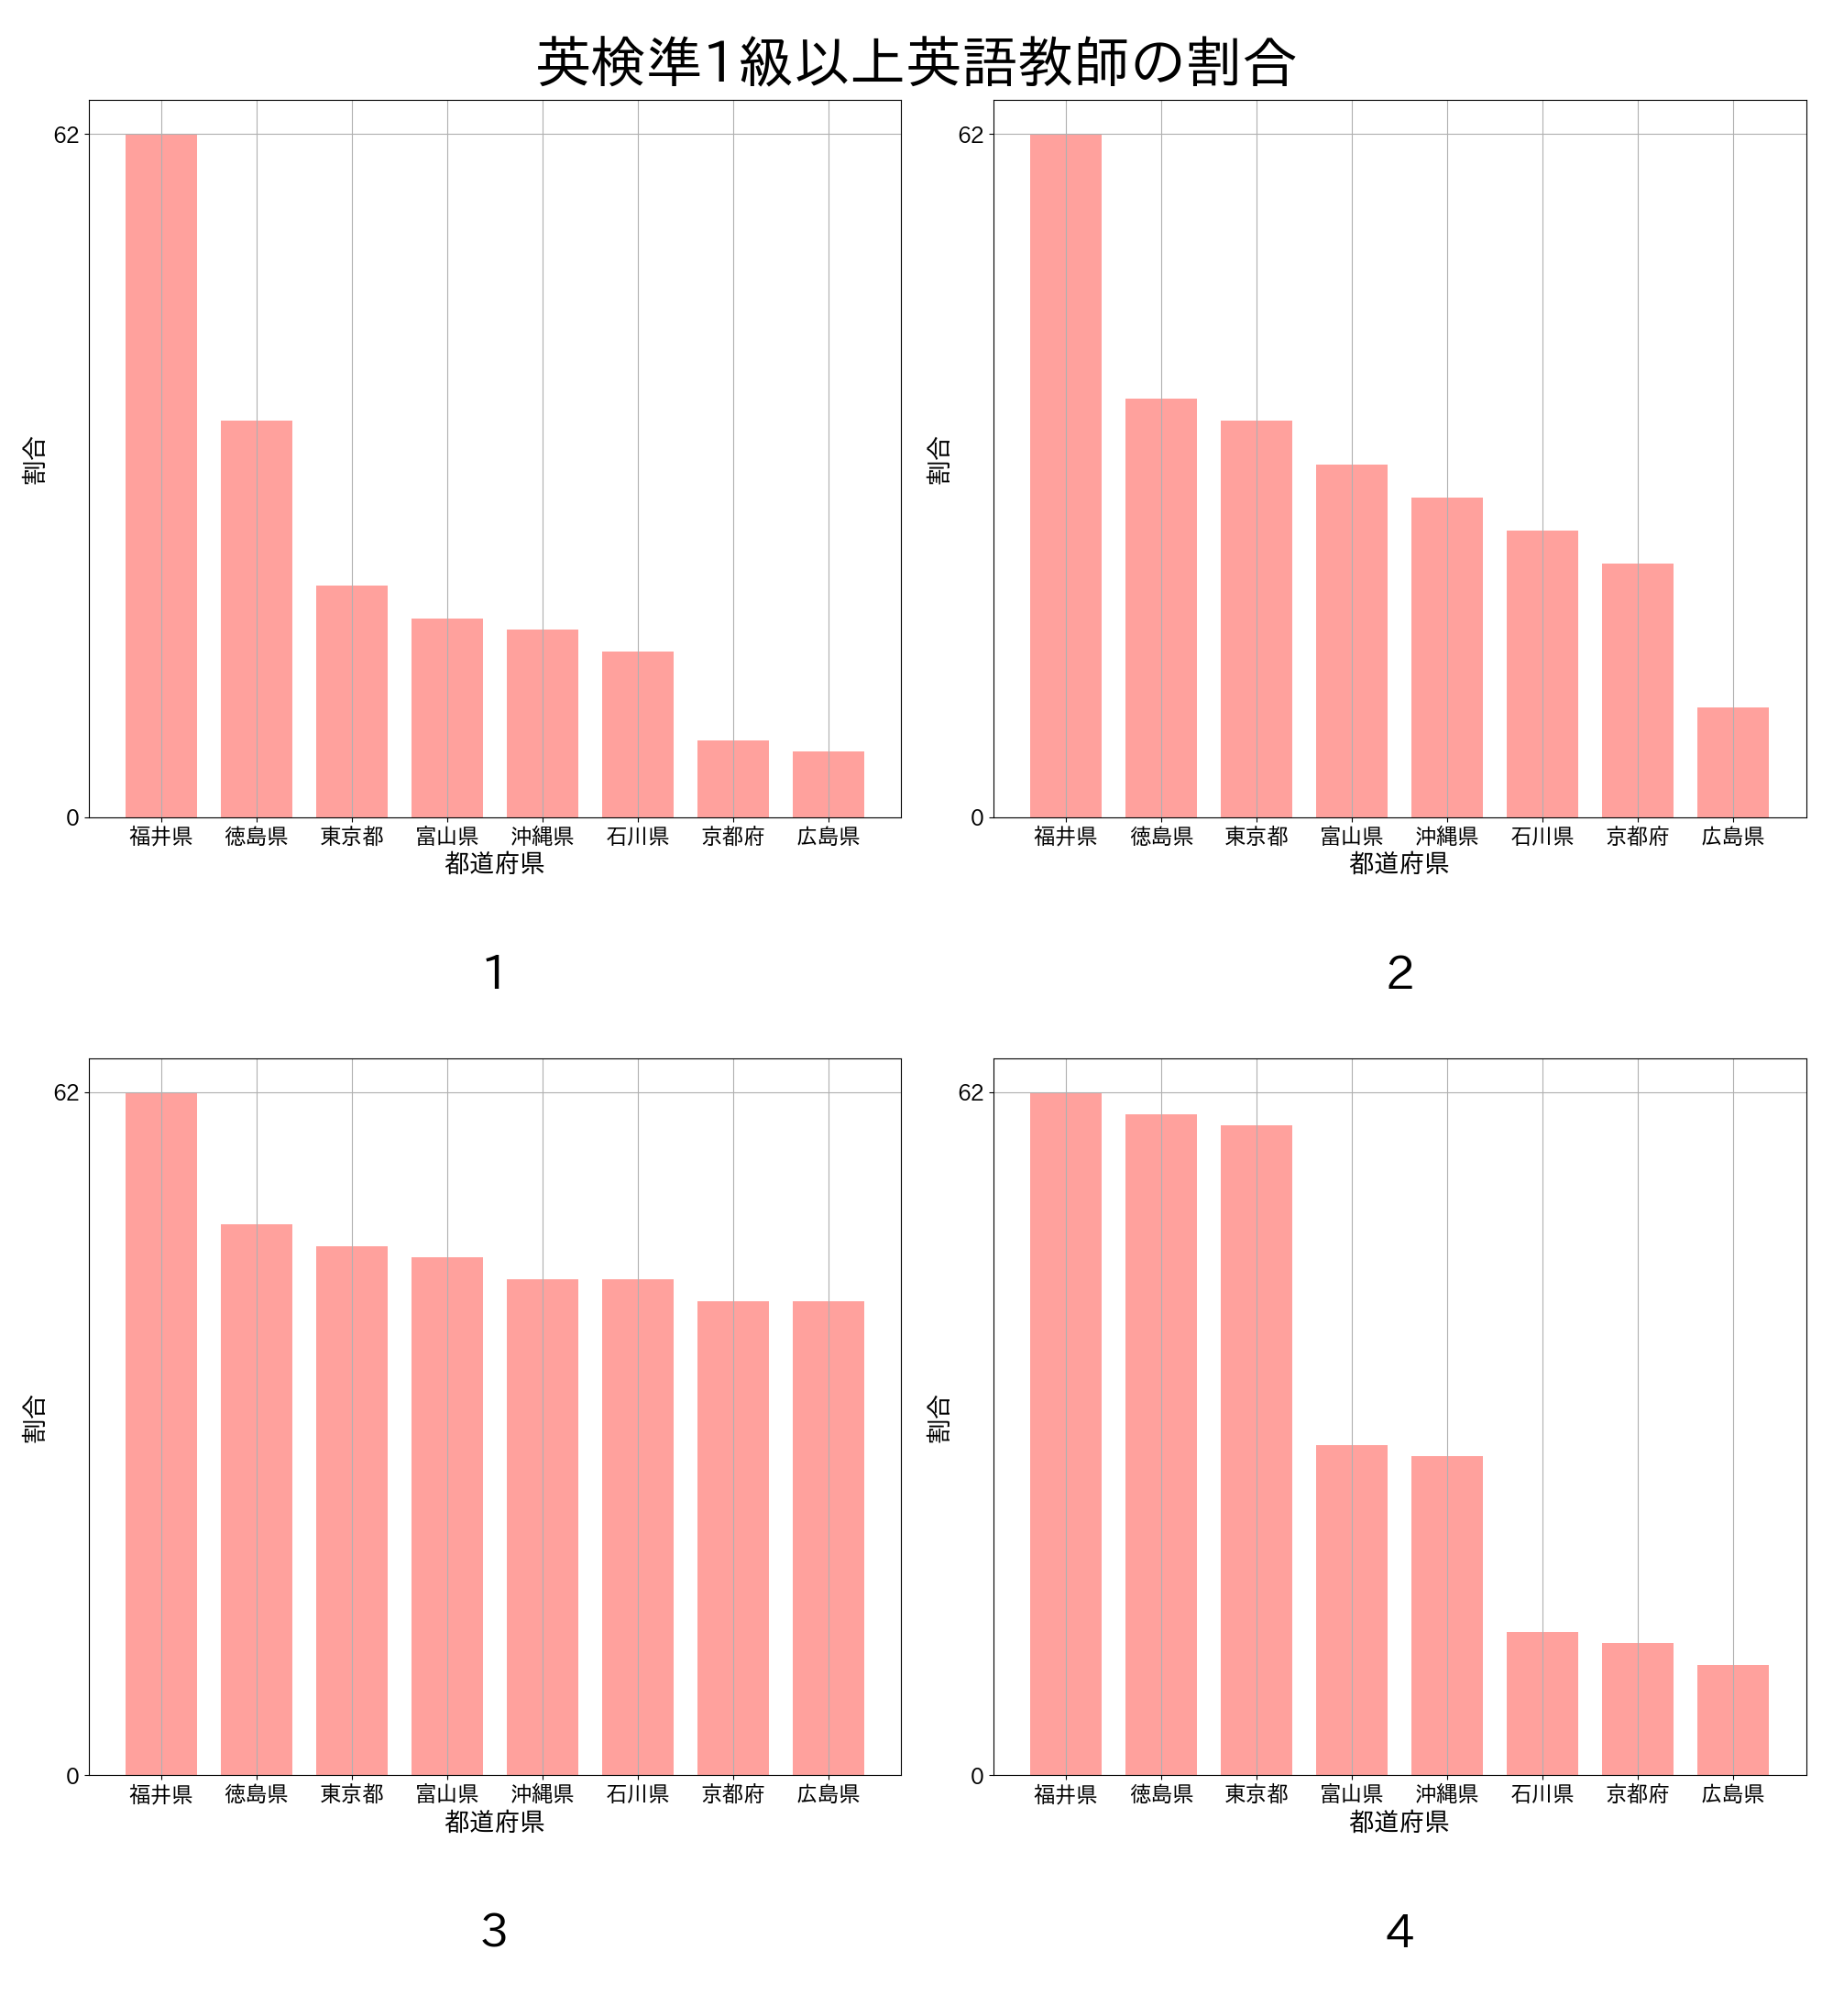 英検準1級以上英語教師の割合
62
0
割合
福井県 徳島県 東京都 富山県 沖縄県 石川県 京都府 広島県
都道府県
1
62
0
割合
福井県 徳島県 東京都 富山県 沖縄県 石川県 京都府 広島県
都道府県
2
62
0
割合
福井県 徳島県 東京都 富山県 沖縄県 石川県 京都府 広島県
都道府県
3
62
0
割合
福井県 徳島県 東京都 富山県 沖縄県 石川県 京都府 広島県
都道府県
4